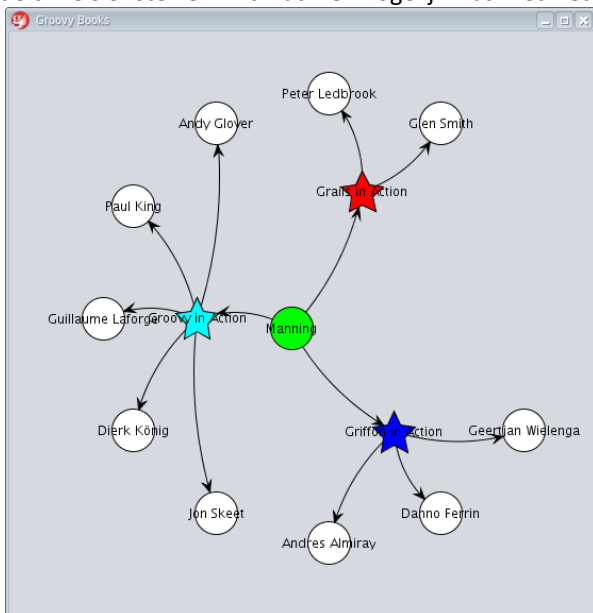 Groovy Books
Peter Ledbrook
Andy Glover
Glen Smith
Grails in Action
Paul King
Guillaume Laforge
Groovy in Action
Manning
Dierk König
Griffon in Action
Geertjan Wielenga
Jon Skeet
Danno Ferrin
Andres Almiray